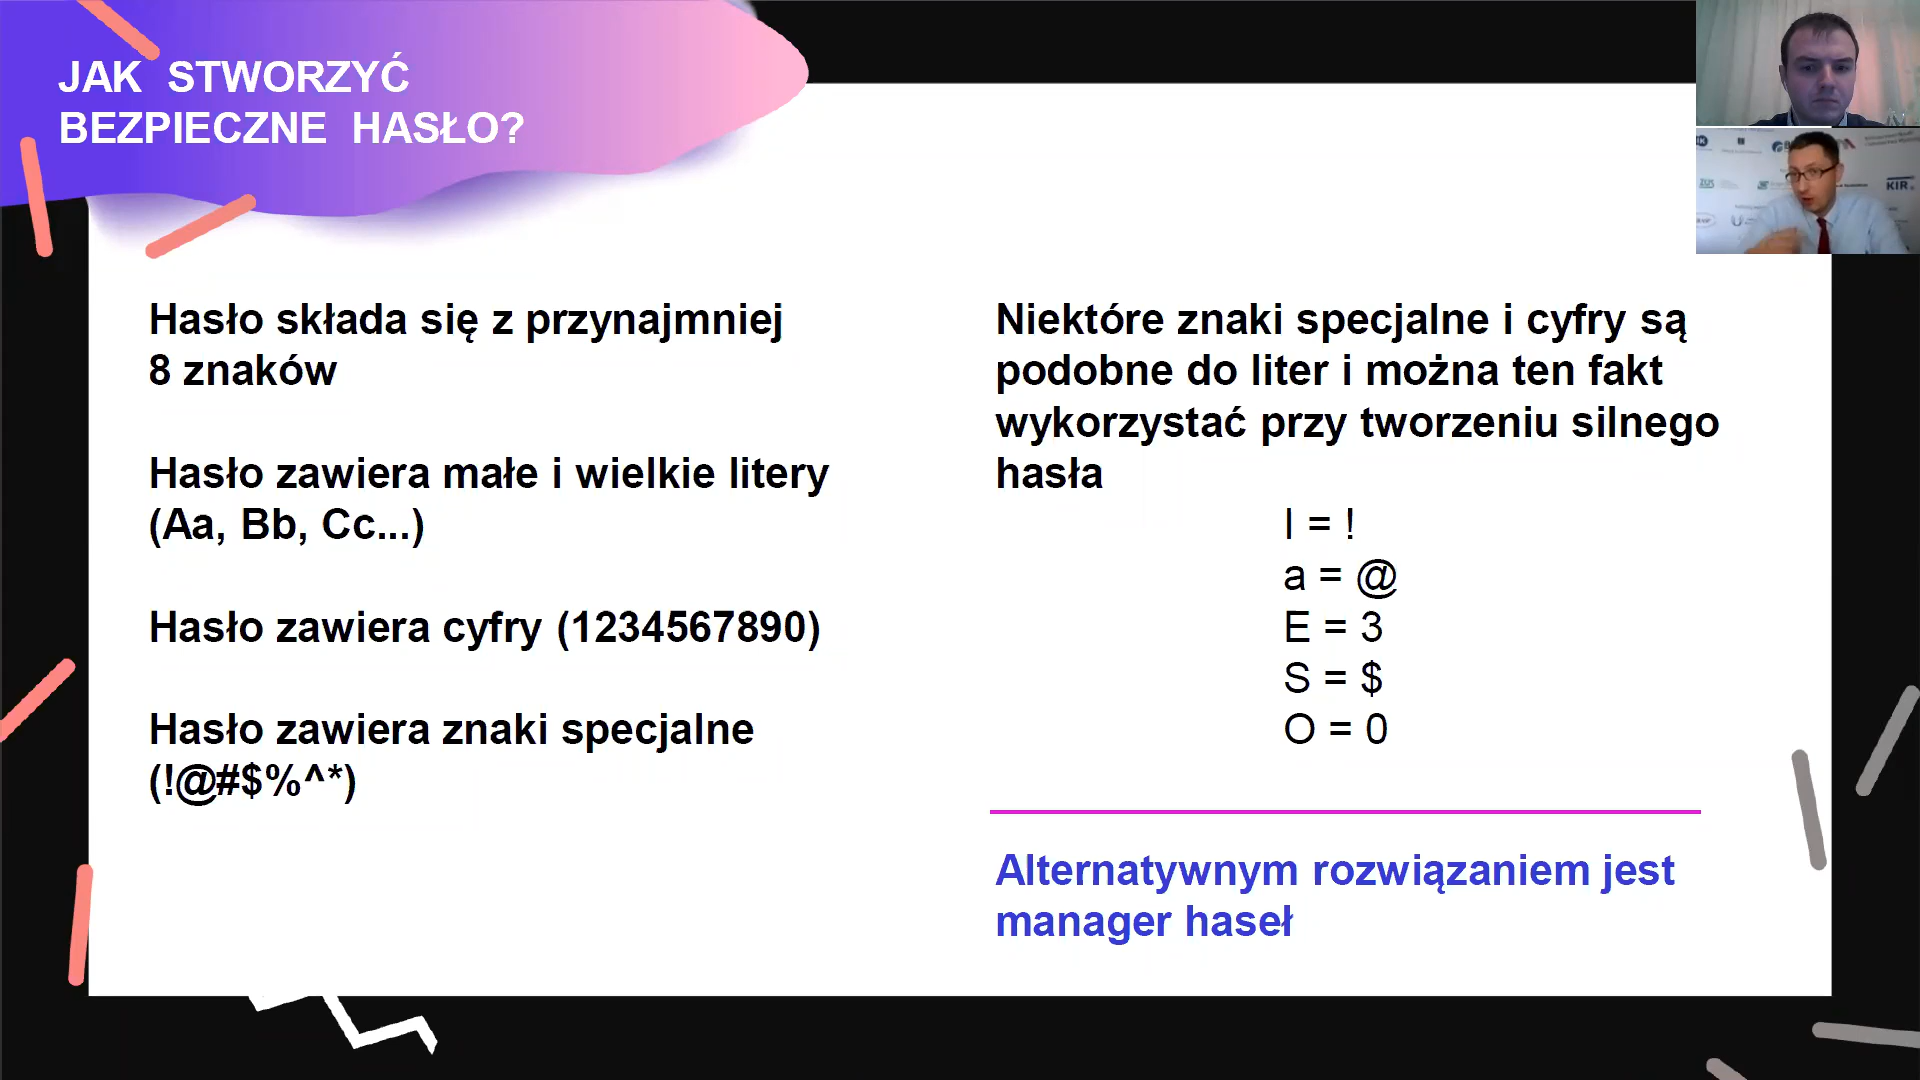 JAK STWORZYĆ
BEZPIECZNE HASŁO?
Hasło składa się z przynajmniej
8 znaków
Hasło zawiera małe i wielkie litery
(Aa, Bb, Cc...)
Hasło zawiera cyfry (1234567890)
Hasło zawiera znaki specjalne
(!@#$%^*)
Niektóre znaki specjalne i cyfry są
podobne do liter i można ten fakt
wykorzystać przy tworzeniu silnego
hasła
I = !
a = @
E = 3
S = $
O = 0
Alternatywnym rozwiązaniem jest
manager haseł
ZUS
KIR